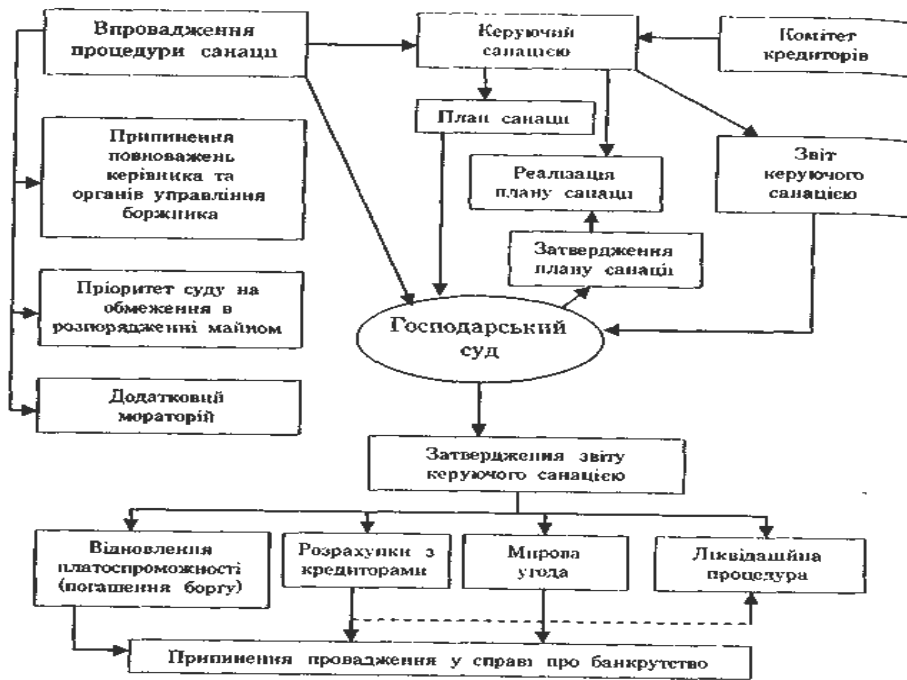 Впровадження
процедури санації
Керуючий
санацією
Комітет
кредиторів
План санації
Припинення
повноважень
керівника та
органів управління
боржника
Реалізація
плану санації
Звіт
керуючого
санацією
Затвердження
плану санації
Пріоритет суду на
обмеження в
розпорядженні майном
Господарський
суд
Додатковий
мораторій
Затвердження звіту
керуючого санацією
Відновлення
платоспроможності
(погашення боргу)
Розрахунки з
кредиторами
Мирова
угода
Ліквідаційна
процедура
Припинення провадження у справі про банкрутство